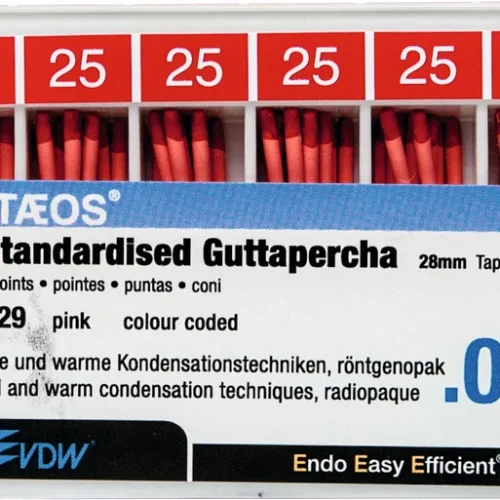 25 25 25 25
TÆOS®
tandardised Guttapercha 28mm Tap
oints • pointes • puntas • coni
29 pink colour coded
e und warme Kondensationstechniken, röntgenopak
l and warm condensation techniques, radiopaque
.0
VDW®
Endo Easy Efficient®